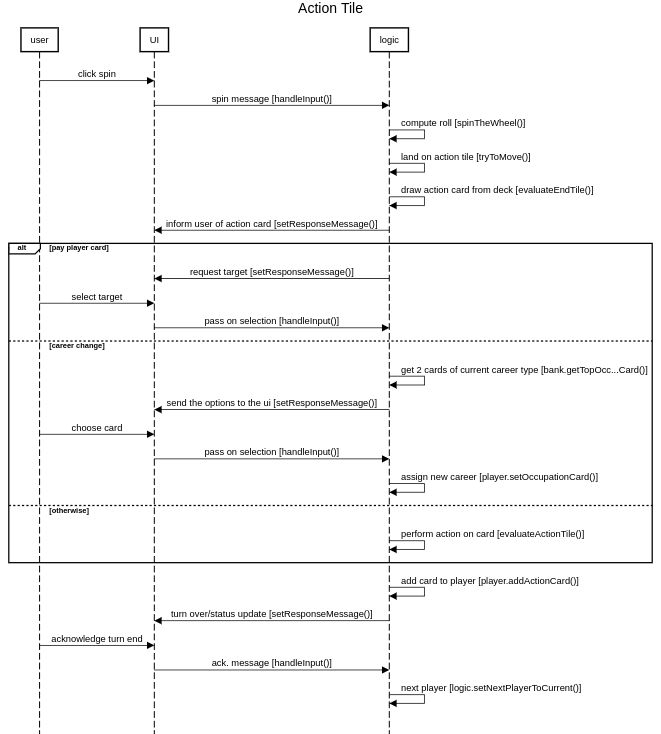 Action Tile
user
UI
logic
click spin
spin message [handleInput()]
compute roll [spinTheWheel()]
land on action tile [tryToMove()]
draw action card from deck [evaluateEndTile()]
inform user of action card [setResponseMessage()]
alt
[pay player card]
request target [setResponseMessage()]
select target
pass on selection [handleInput()]
[career change]
get 2 cards of current career type [bank.getTopOcc...Card()]
send the options to the ui [setResponseMessage()]
choose card
pass on selection [handleInput()]
assign new career [player.setOccupationCard()]
[otherwise]
perform action on card [evaluateActionTile()]
add card to player [player.addActionCard()]
turn over/status update [setResponseMessage()]
acknowledge turn end
ack. message [handleInput()]
next player [logic.setNextPlayerToCurrent()]